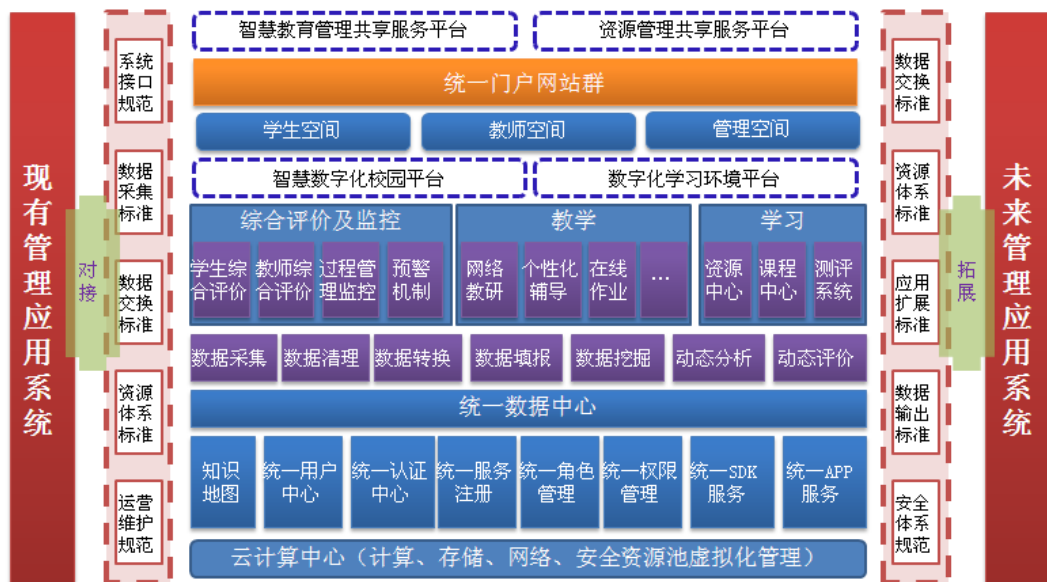 现有管理应用系统
对接
系统
接口
规范
数据
采集
标准
数据
交换
标准
资源
体系
标准
运营
维护
规范
智慧教育管理共享服务平台
资源管理共享服务平台
统一门户网站群
学生空间
教师空间
管理空间
智慧数字化校园平台
数字化学习环境平台
综合评价及监控
教学
学习
学生综
合评价
教师综
合评价
过程管
理监控
预警
机制
网络
教研
个性化
辅导
在线
作业
...
资源
中心
课程
中心
测评
系统
数据采集
数据清理
数据转换
数据填报
数据挖掘
动态分析
动态评价
统一数据中心
知识
地图
统一用户
中心
统一认证
中心
统一服务
注册
统一角色
管理
统一权限
管理
统一SDK
服务
统一APP
服务
云计算中心（计算、存储、网络、安全资源池虚拟化管理）
数据
交换
标准
资源
体系
标准
应用
扩展
标准
数据
输出
标准
安全
体系
规范
拓展
未来管理应用系统